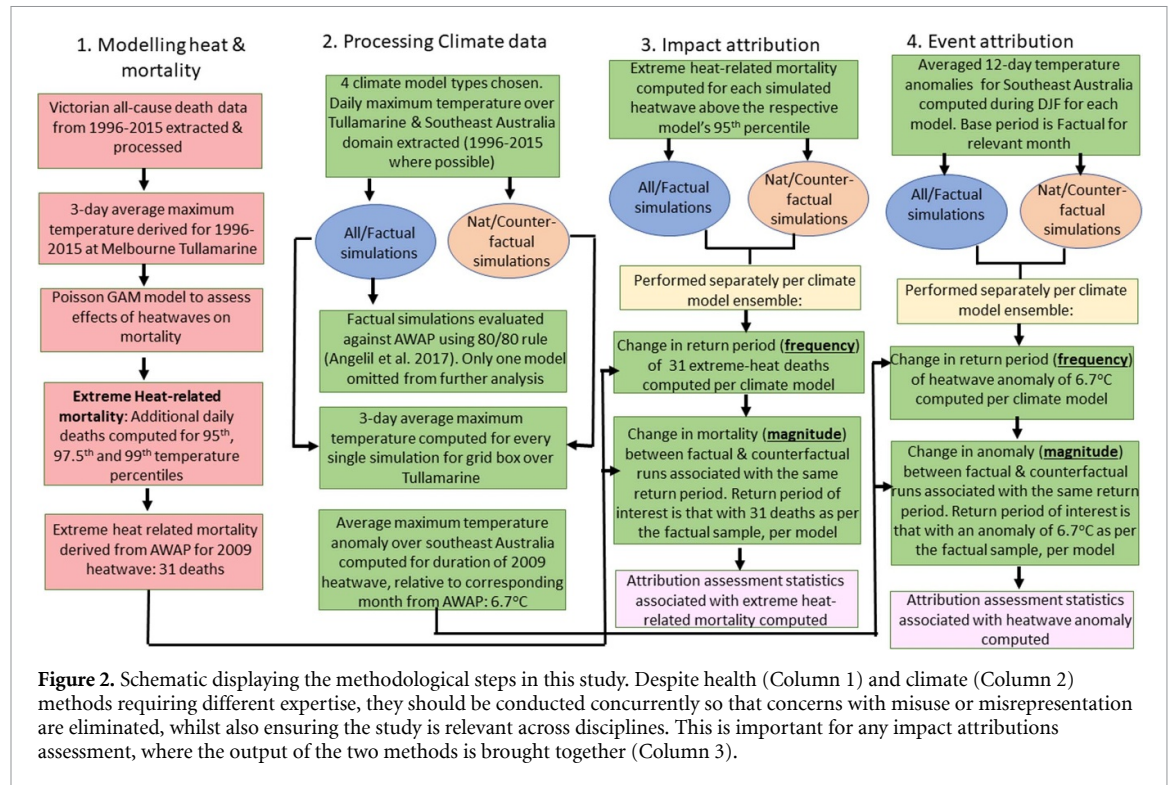 1. Modelling heat &
mortality
Victorian all-cause death data
from 1996-2015 extracted &
processed
3-day average maximum
temperature derived for 1996-
2015 at Melbourne Tullamarine
Poisson GAM model to assess
effects of heatwaves on
mortality
Extreme Heat-related
mortality: Additional daily
deaths computed for 95th,
97.5th and 99th temperature
percentiles
Extreme heat related mortality
derived from AWAP for 2009
heatwave: 31 deaths
2. Processing Climate data
4 climate model types chosen.
Daily maximum temperature over
Tullamarine & Southeast Australia
domain extracted (1996-2015
where possible)
All/Factual
simulations
Nat/Counter-
factual
simulations
Factual simulations evaluated
against AWAP using 80/80 rule
(Angelil et al. 2017). Only one model
omitted from further analysis
3-day average maximum
temperature computed for every
single simulation for grid box over
Tullamarine
Average maximum temperature
anomaly over southeast Australia
computed for duration of 2009
heatwave, relative to corresponding
month from AWAP: 6.7°C
3. Impact attribution
Extreme heat-related mortality
computed for each simulated
heatwave above the respective
model's 95th percentile
All/Factual
simulations
Nat/Counter-
factual
simulations
Performed separately per climate
model ensemble:
Change in return period (frequency)
of 31 extreme-heat deaths
computed per climate model
Change in mortality (magnitude)
between factual & counterfactual
runs associated with the same
return period. Return period of
interest is that with 31 deaths as per
the factual sample, per model
Attribution assessment statistics
associated with extreme heat-
related mortality computed
4. Event attribution
Averaged 12-day temperature
anomalies for Southeast Australia
computed during DJF for each
model. Base period is Factual for
relevant month
All/Factual
simulations
Nat/Counter-
factual
simulations
Performed separately per climate
model ensemble:
Change in return period (frequency)
of heatwave anomaly of 6.7°C
computed per climate model
Change in anomaly (magnitude)
between factual & counterfactual
runs associated with the same return
period. Return period of interest is
that with an anomaly of 6.7°C as per
the factual sample, per model
Attribution assessment statistics
associated with heatwave anomaly
computed
Figure 2. Schematic displaying the methodological steps in this study. Despite health (Column 1) and climate (Column 2)
methods requiring different expertise, they should be conducted concurrently so that concerns with misuse or misrepresentation
are eliminated, whilst also ensuring the study is relevant across disciplines. This is important for any impact attributions
assessment, where the output of the two methods is brought together (Column 3).